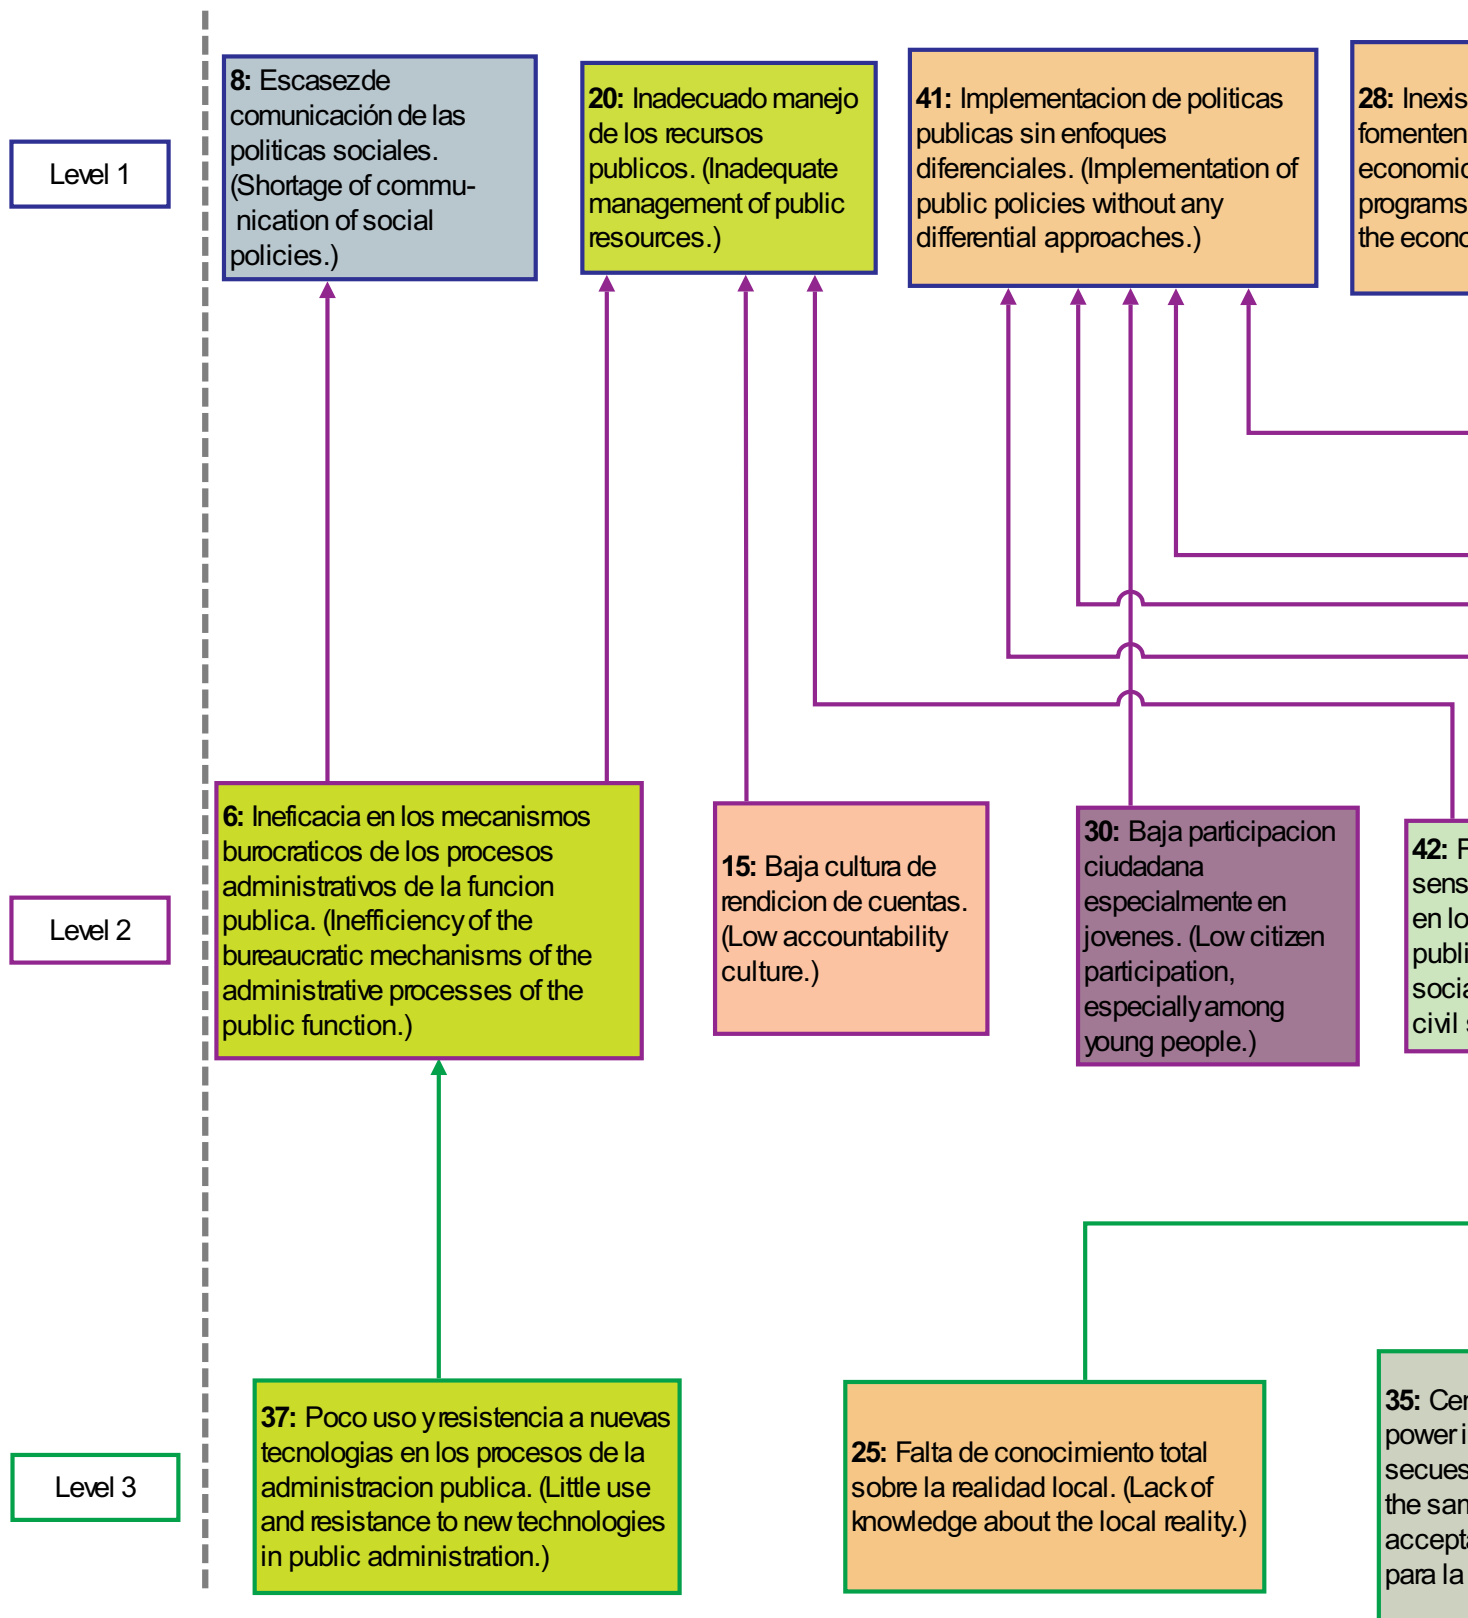 Level 1
8: Escasezde
comunicación de las
politicas sociales.
(Shortage of commu-
nication of social
policies.)
20: Inadecuado manejo
de los recursos
publicos. (Inadequate
management of public
resources.)
41: Implementacion de politicas
publicas sin enfoques
diferenciales. (Implementation of
public policies without any
differential approaches.)
28: Inexis
fomenten
economic
programs
the econo
Level 2
6: Ineficacia en los mecanismos
burocraticos de los procesos
administrativos de la funcion
publica. (Inefficiency of the
bureaucratic mechanisms of the
administrative processes of the
public function.)
15: Baja cultura de
rendicion de cuentas.
(Low accountability
culture.)
30: Baja participacion
ciudadana
especialmente en
jovenes. (Low citizen
participation,
especially among
young people.)
42: F
sens
en lo
publi
socia
civil s
Level 3
37: Poco uso y resistencia a nuevas
tecnologias en los procesos de la
administracion publica. (Little use
and resistance to new technologies
in public administration.)
25: Falta de conocimiento total
sobre la realidad local. (Lack of
knowledge about the local reality.)
35: Cer
power i
secues
the sam
accepta
para la